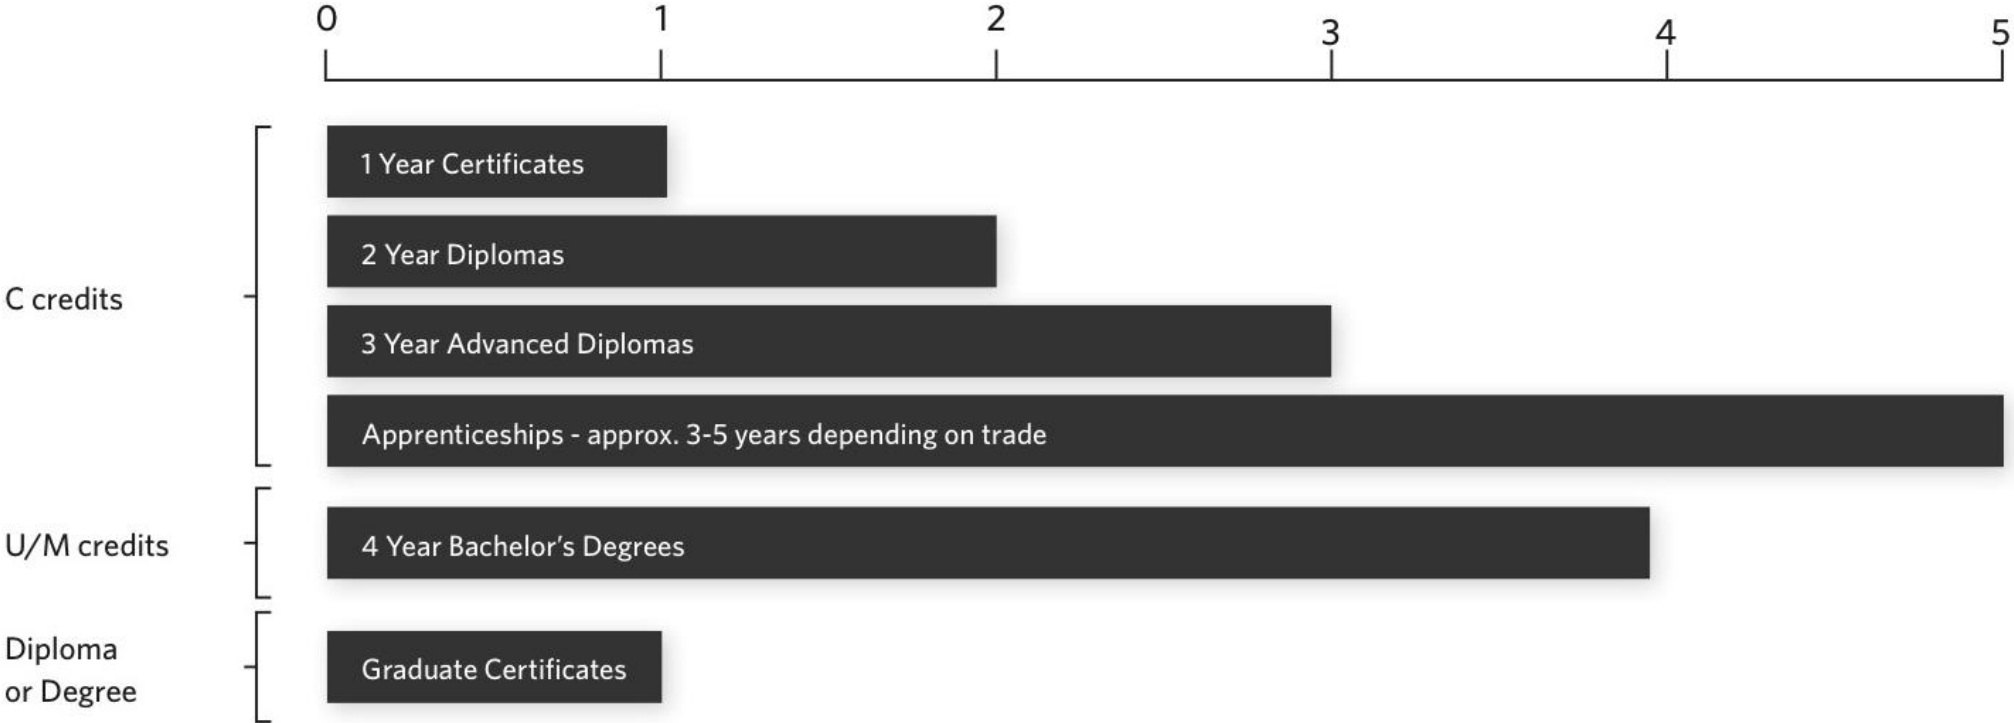 0 1 2 3 4 5
1 Year Certificates
2 Year Diplomas
C credits
3 Year Advanced Diplomas
Apprenticeships - approx. 3-5 years depending on trade
U/M credits
4 Year Bachelor’s Degrees
Diploma
or Degree
Graduate Certificates